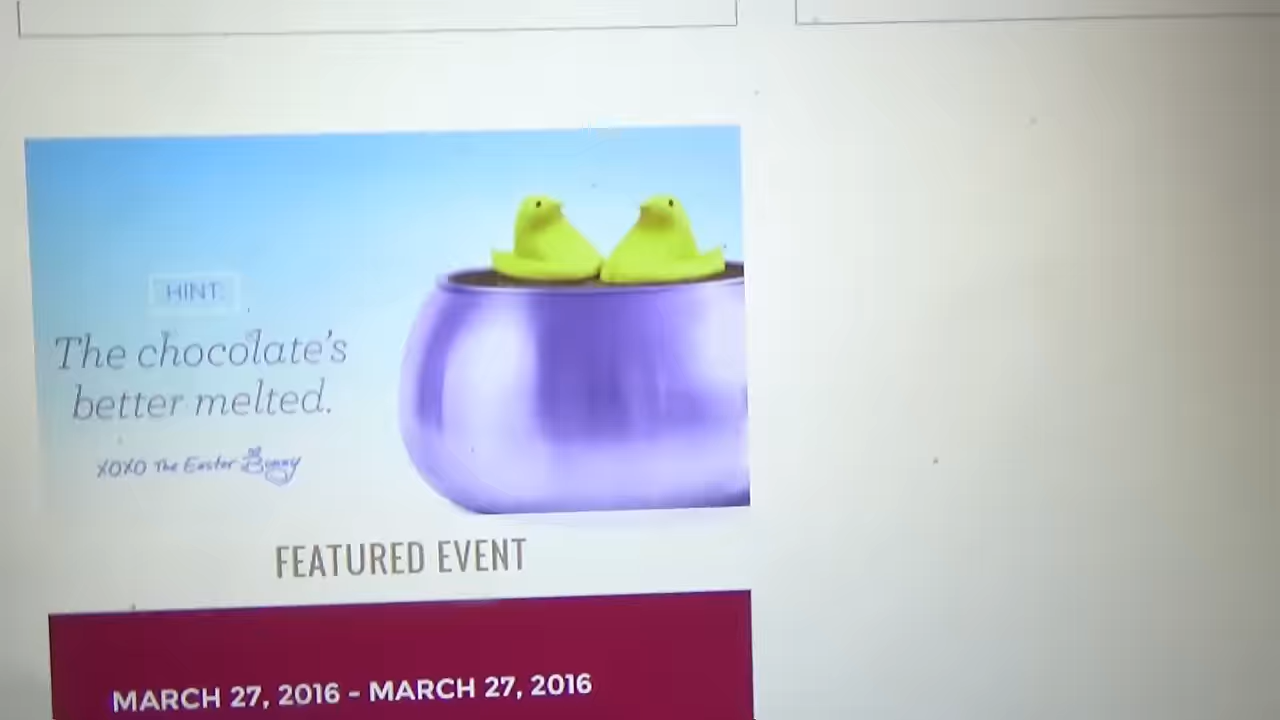 HINT:
The chocolate's
better melted.
XOXO The Easter Bunny
FEATURED EVENT
MARCH 27, 2016 - MARCH 27, 2016